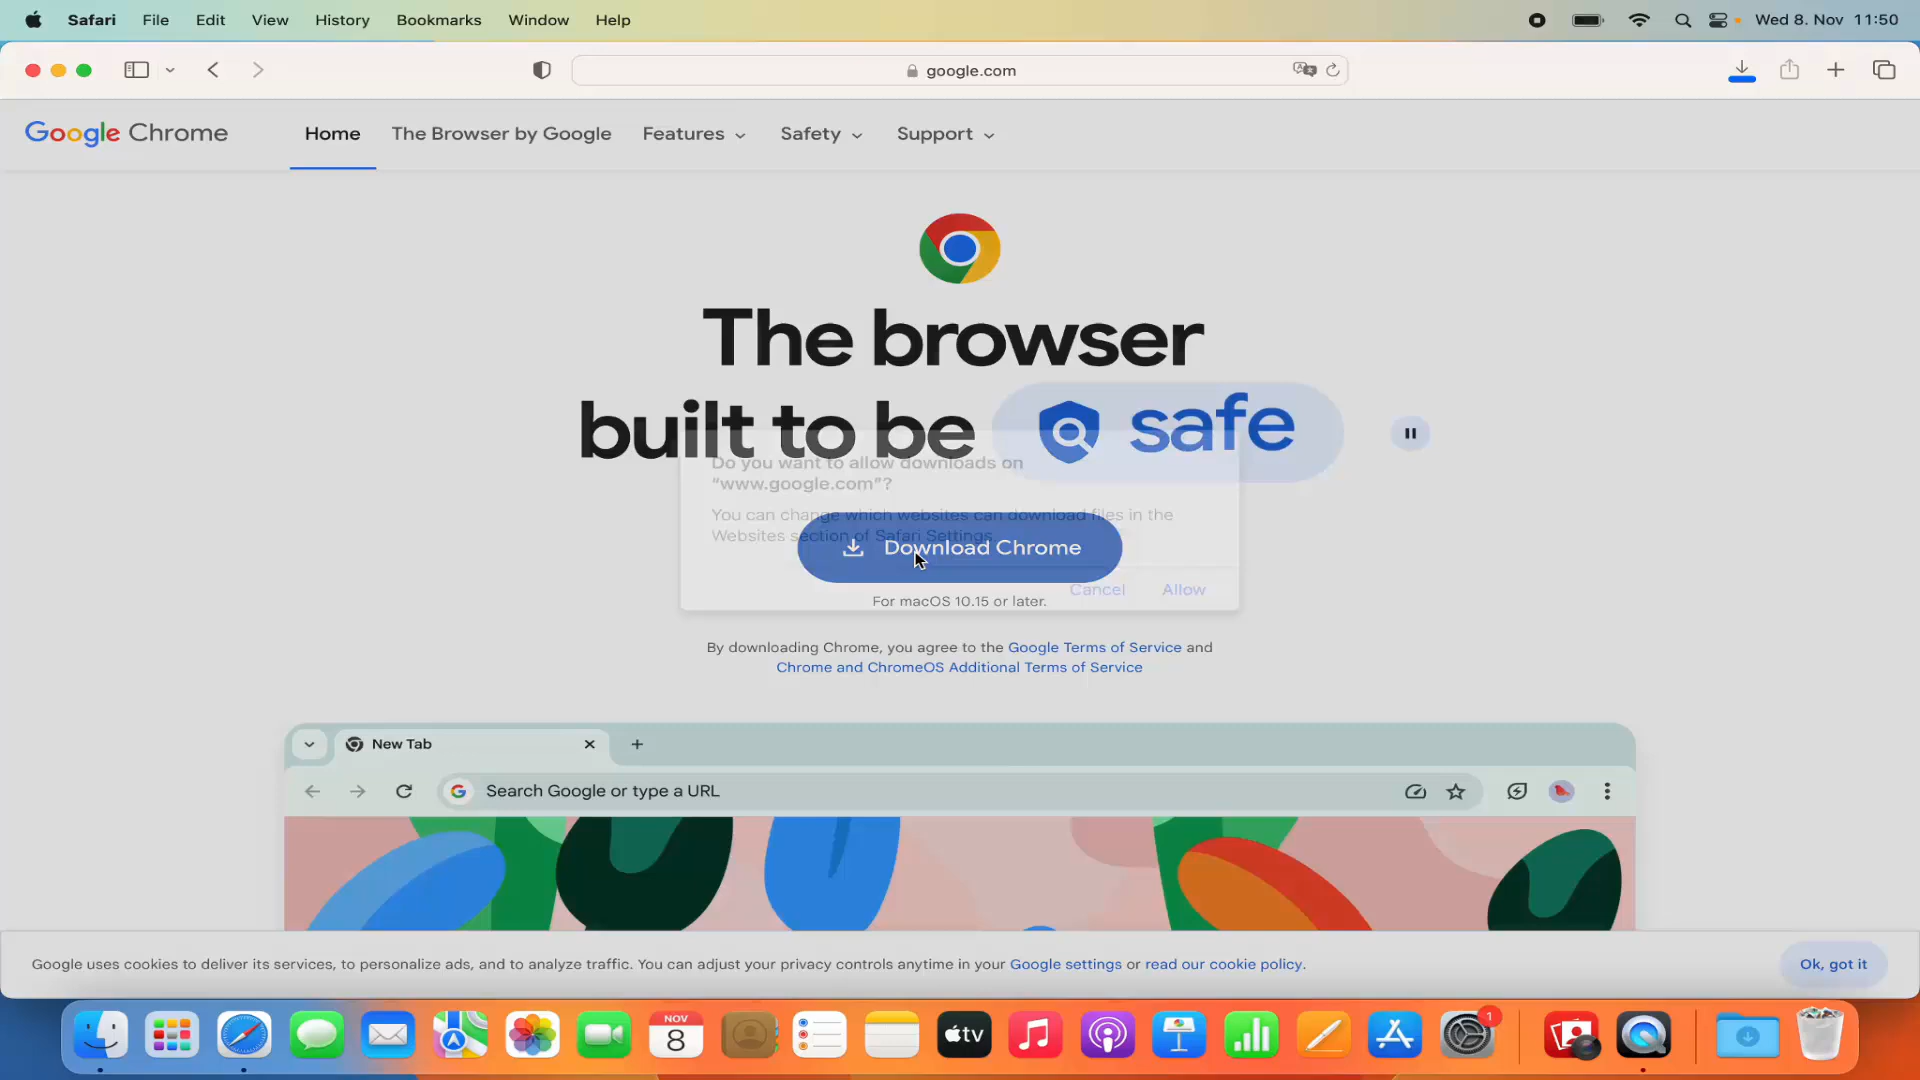 Safari File Edit View History Bookmarks Window Help Wed 8. Nov 11:50
google.com
Google Chrome Home The Browser by Google Features Safety Support
The browser
built to be safe
Do you want to allow downloads on
“www.google.com”?
You can change which websites can download files in the
Websites section of Safari Settings.
Download Chrome
Cancel Allow
For macOS 10.15 or later.
By downloading Chrome, you agree to the Google Terms of Service and
Chrome and ChromeOS Additional Terms of Service
New Tab
Search Google or type a URL
Google uses cookies to deliver its services, to personalize ads, and to analyze traffic. You can adjust your privacy controls anytime in your Google settings or read our cookie policy.
Ok, got it
NOV
8
tv
1